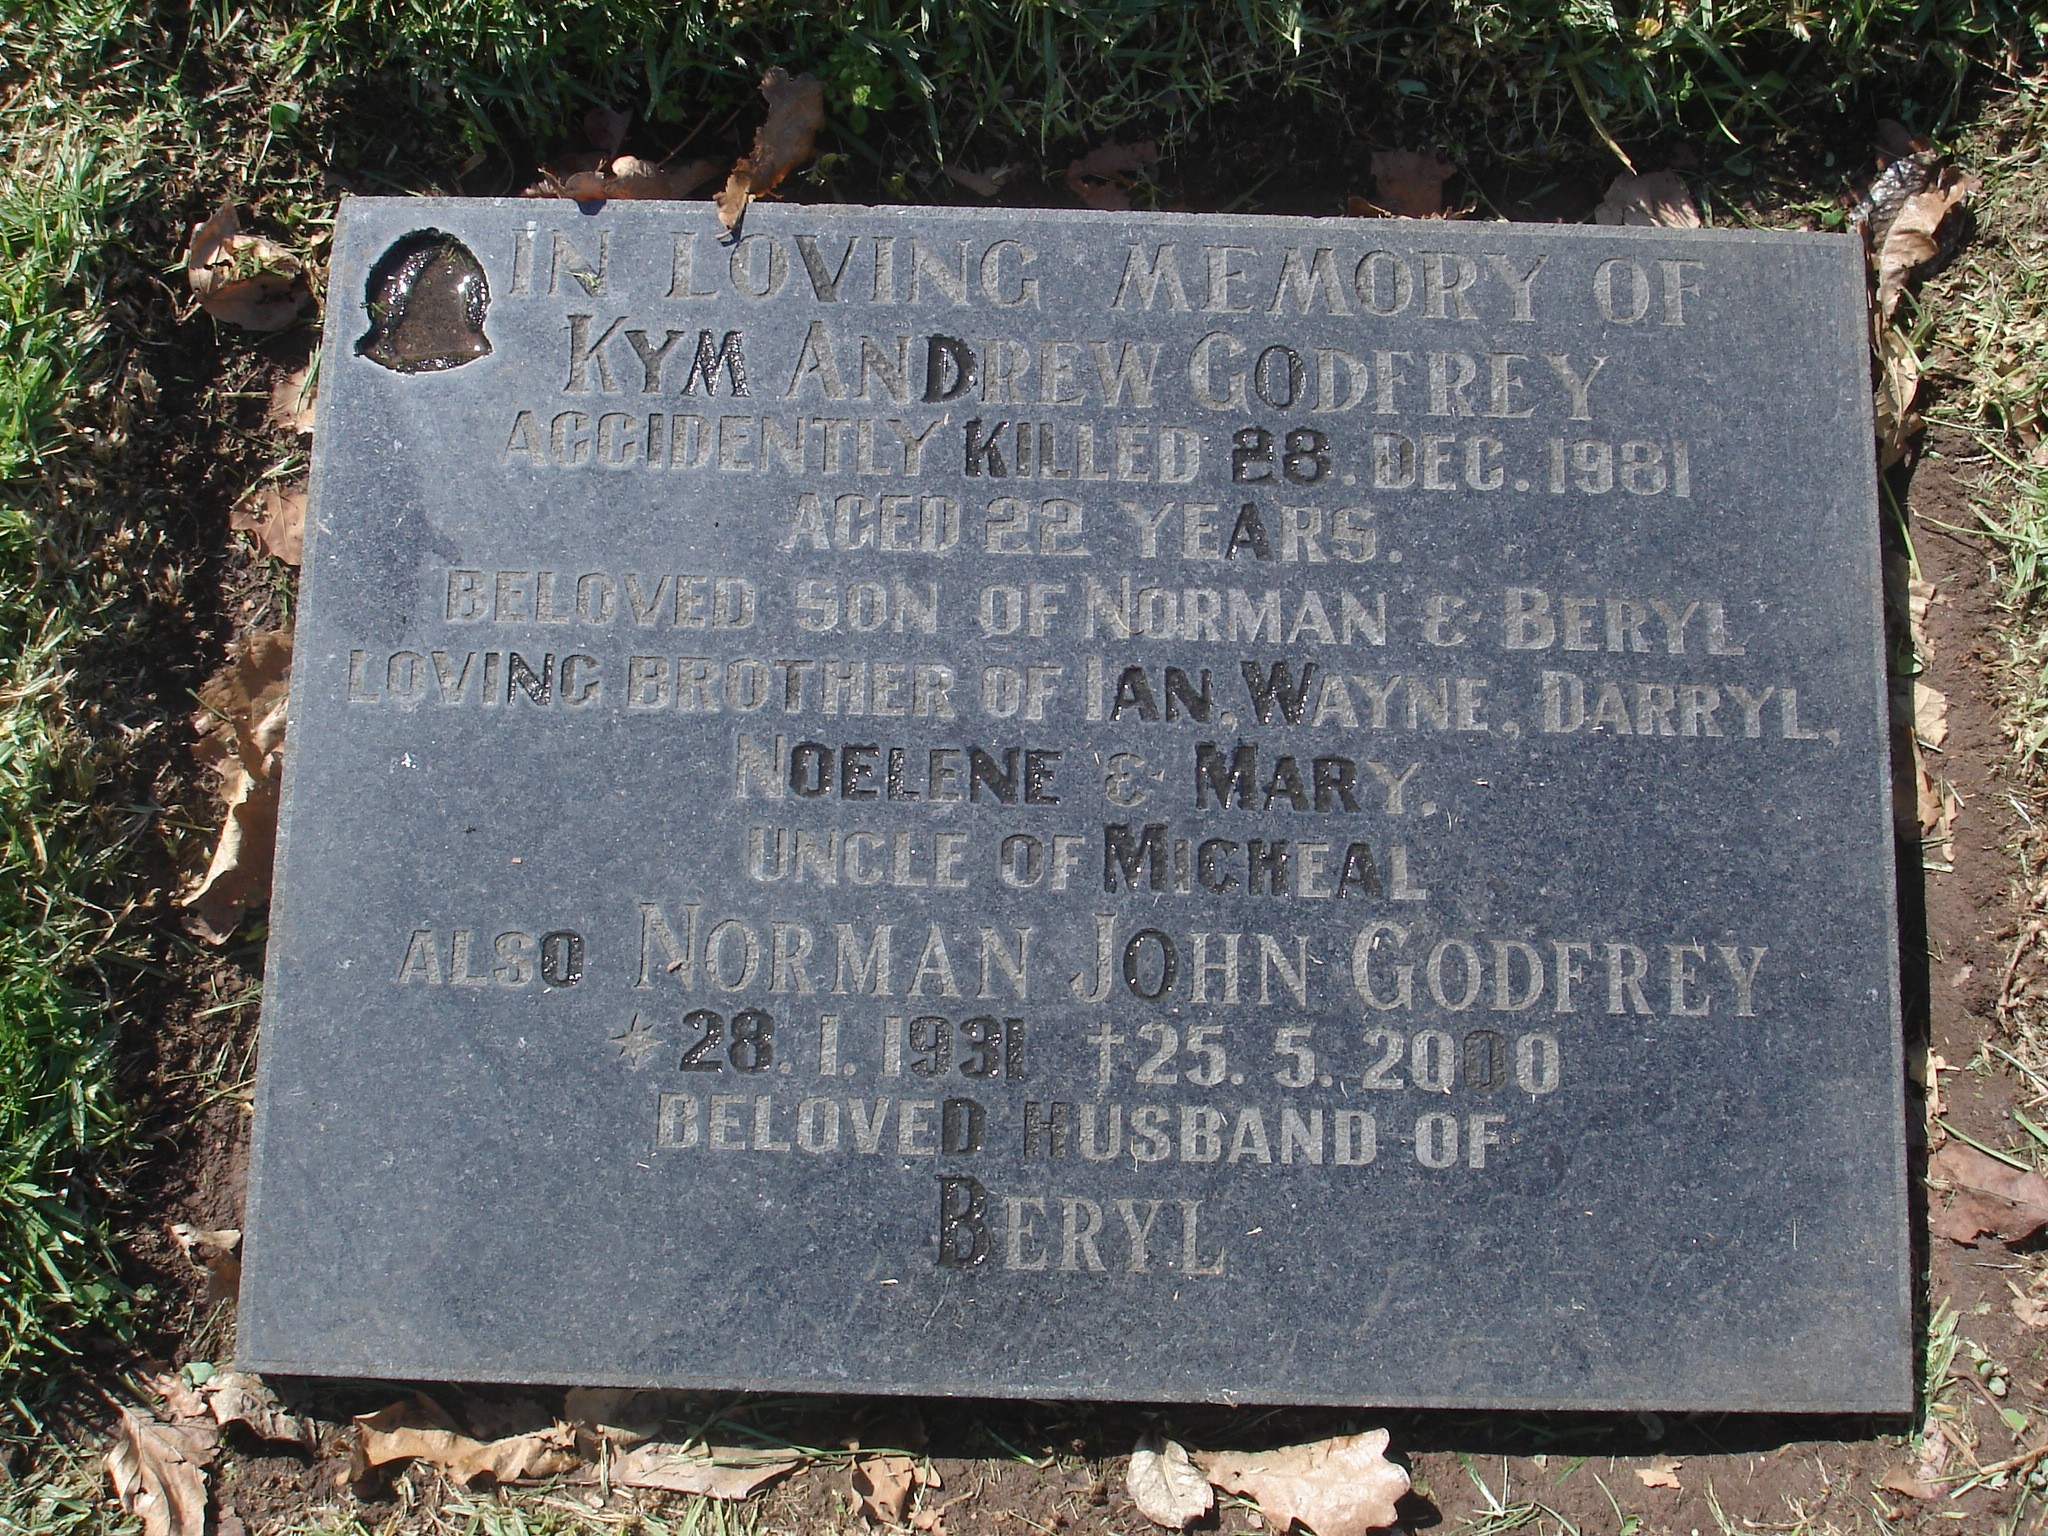 IN LOVING MEMORY OF
KYM ANDREW GODFREY
ACCIDENTLY KILLED 28. DEC. 1981
AGED 22 YEARS.
BELOVED SON OF NORMAN & BERYL
LOVING BROTHER OF IAN, WAYNE, DARRYL,
NOELENE & MARY.
UNCLE OF MICHEAL
ALSO NORMAN JOHN GODFREY
* 28. 1. 1931 † 25. 5. 2000
BELOVED HUSBAND OF
BERYL